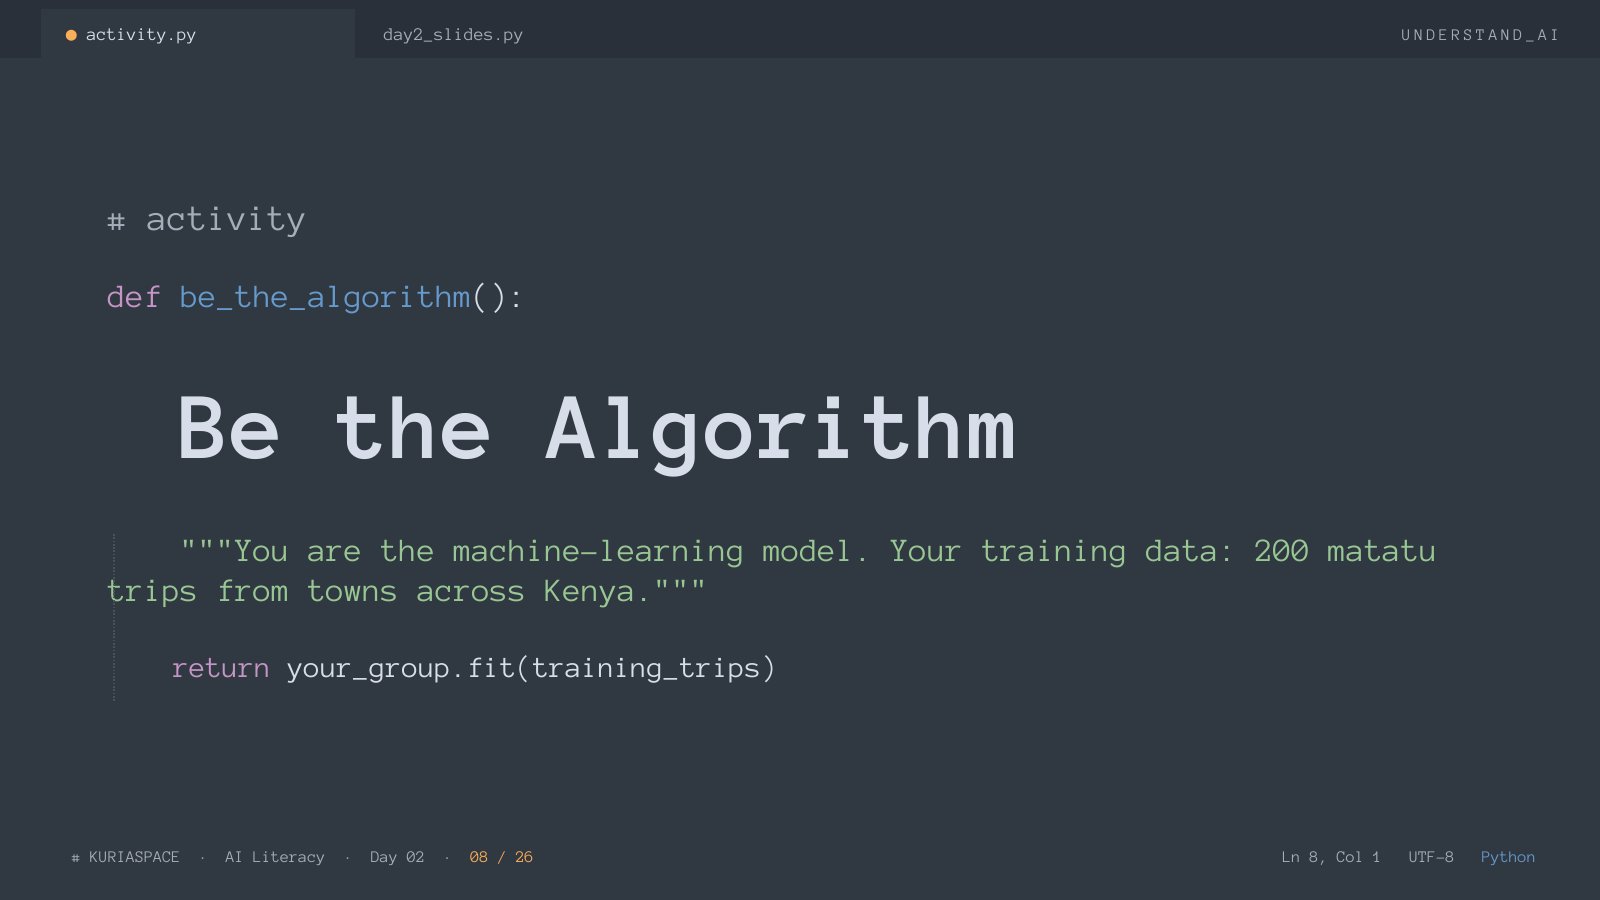 activity.py
day2_slides.py
UNDERSTAND_AI
# activity
def be_the_algorithm():
Be the Algorithm
"""You are the machine-learning model. Your training data: 200 matatu
trips from towns across Kenya."""
return your_group.fit(training_trips)
# KURIASPACE · AI Literacy · Day 02 · 08 / 26
Ln 8, Col 1 UTF-8 Python